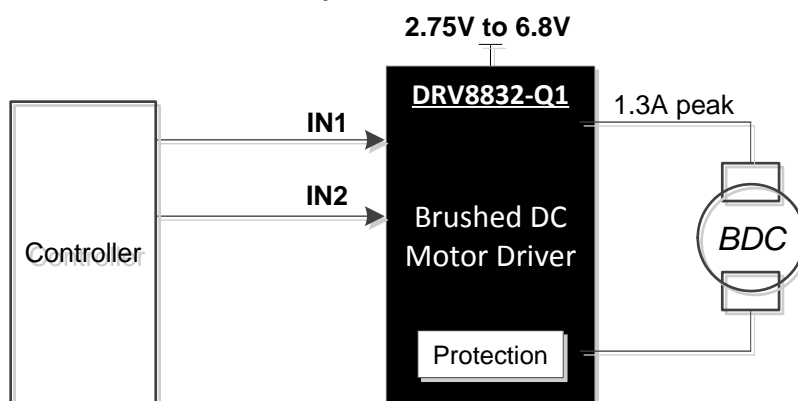 2.75V to 6.8V
DRV8832-Q1
1.3A peak
IN1
IN2
Controller
Brushed DC
Motor Driver
BDC
Protection